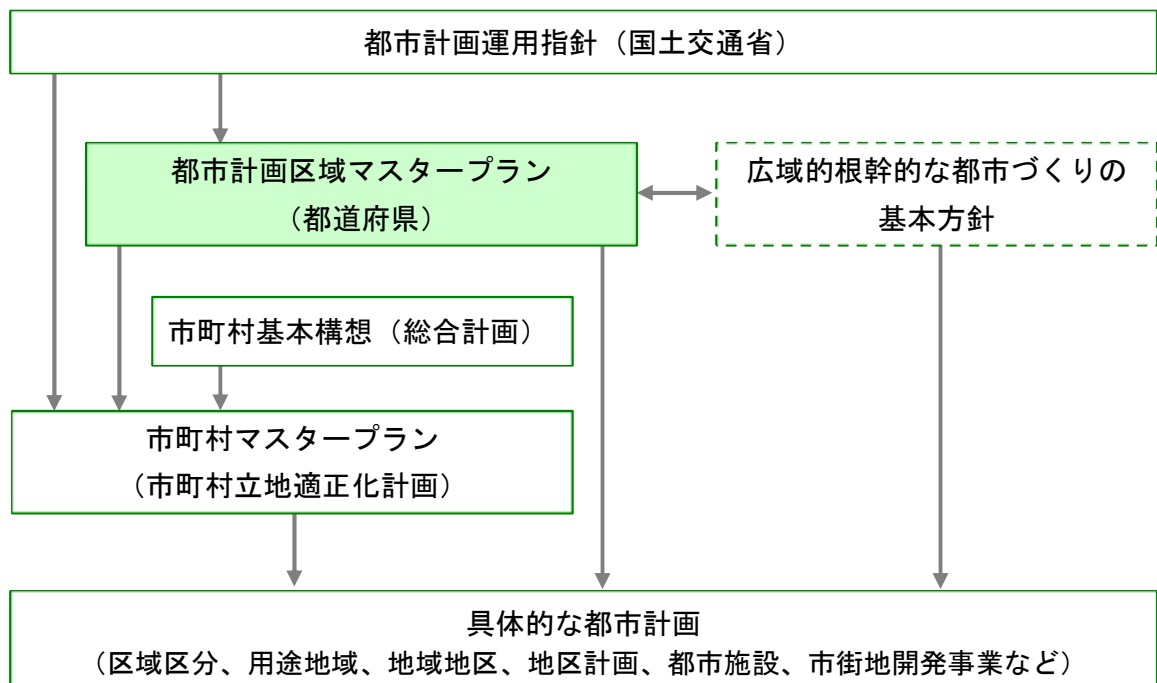 都市計画運用指針（国土交通省）
都市計画区域マスタープラン
（都道府県）
広域的根幹的な都市づくりの
基本方針
市町村基本構想（総合計画）
市町村マスタープラン
（市町村立地適正化計画）
具体的な都市計画
（区域区分、用途地域、地域地区、地区計画、都市施設、市街地開発事業など）